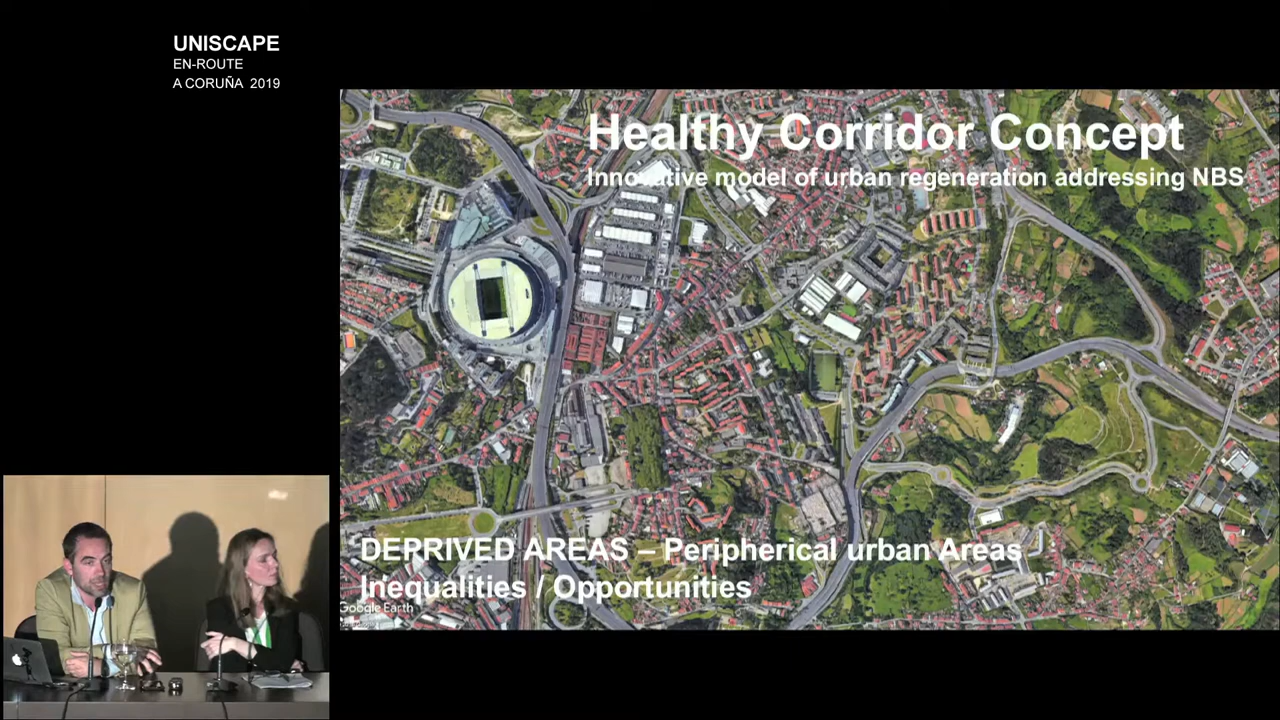 UNISCAPE
EN-ROUTE
A CORUÑA 2019
Healthy Corridor Concept
Innovative model of urban regeneration addressing NBS
DEPRIVED AREAS – Peripherical urban Areas
Inequalities / Opportunities
Google Earth